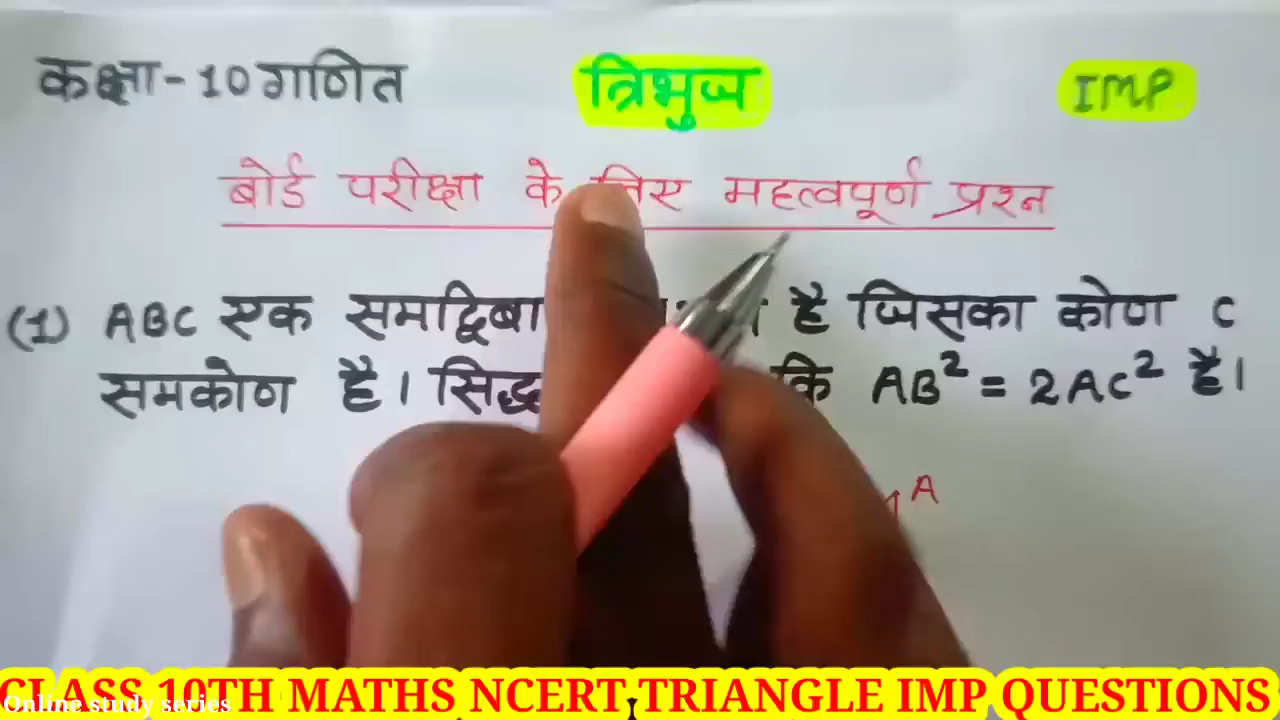 कक्षा-10 गणित त्रिभुज IMP
बोर्ड परीक्षा के लिए महत्वपूर्ण प्रश्न
(1) ABC एक है जिसका कोण C
समकोण है। सिद्ध कि AB² = 2AC² है।
A
CLASS 10TH MATHS NCERT TRIANGLE IMP QUESTIONS
Online study series